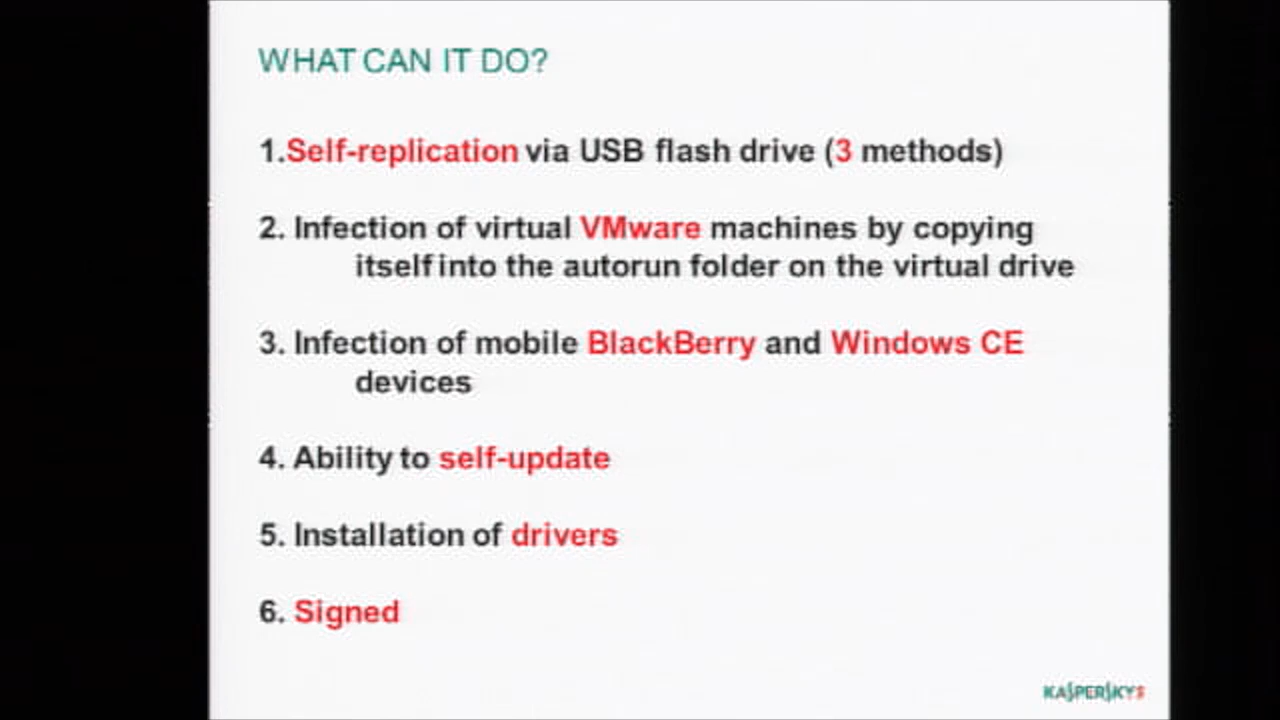 WHAT CAN IT DO?
1.Self-replication via USB flash drive (3 methods)
2. Infection of virtual VMware machines by copying
itself into the autorun folder on the virtual drive
3. Infection of mobile BlackBerry and Windows CE
devices
4. Ability to self-update
5. Installation of drivers
6. Signed
KASPERSKY